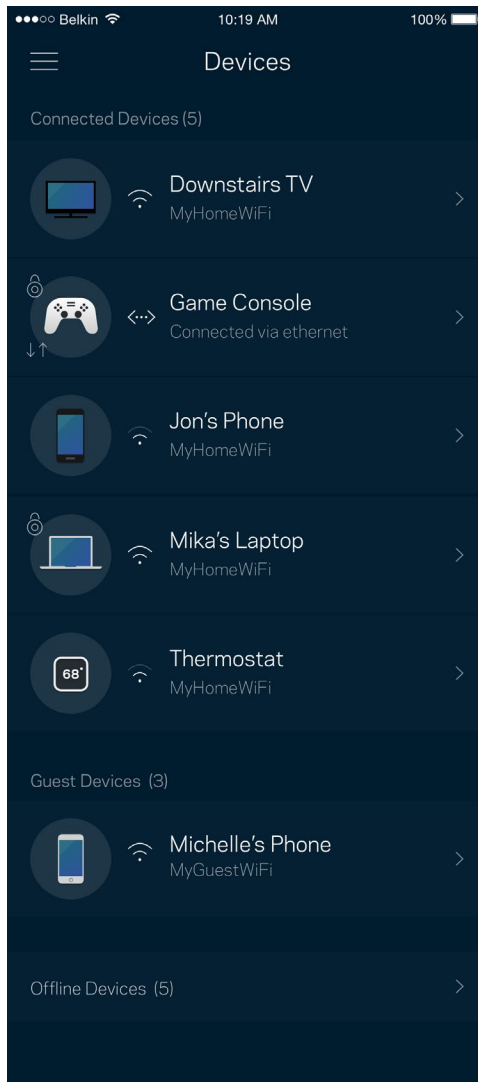 Belkin 10:19 AM 100%
Devices
Connected Devices (5)
Downstairs TV
MyHomeWiFi
Game Console
Connected via ethernet
Jon's Phone
MyHomeWiFi
Mika's Laptop
MyHomeWiFi
68°
Thermostat
MyHomeWiFi
Guest Devices (3)
Michelle's Phone
MyGuestWiFi
Offline Devices (5)